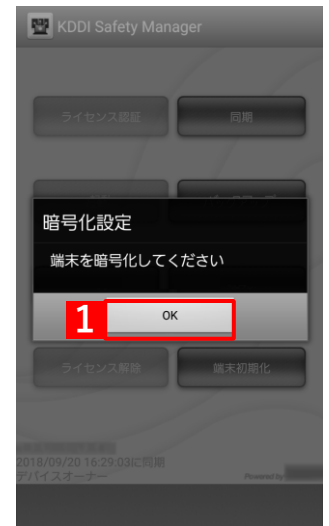 KDDI Safety Manager
ライセンス認証
同期
暗号化設定
端末を暗号化してください
1
OK
ライセンス解除
端末初期化
2018/09/20 16:29:03に同期
デバイスオーナー
Powered by